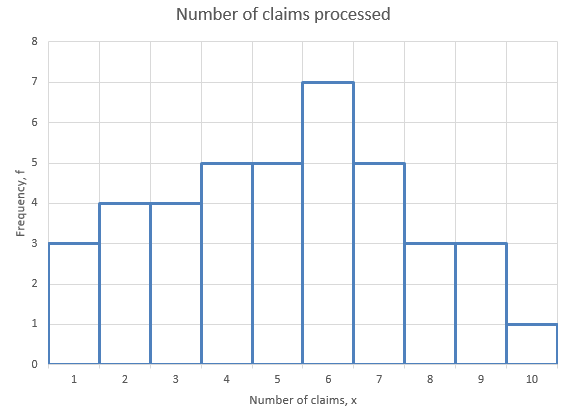 Number of claims processed
8
7
6
5
4
3
2
1
0
Frequency, f
1 2 3 4 5 6 7 8 9 10
Number of claims, x